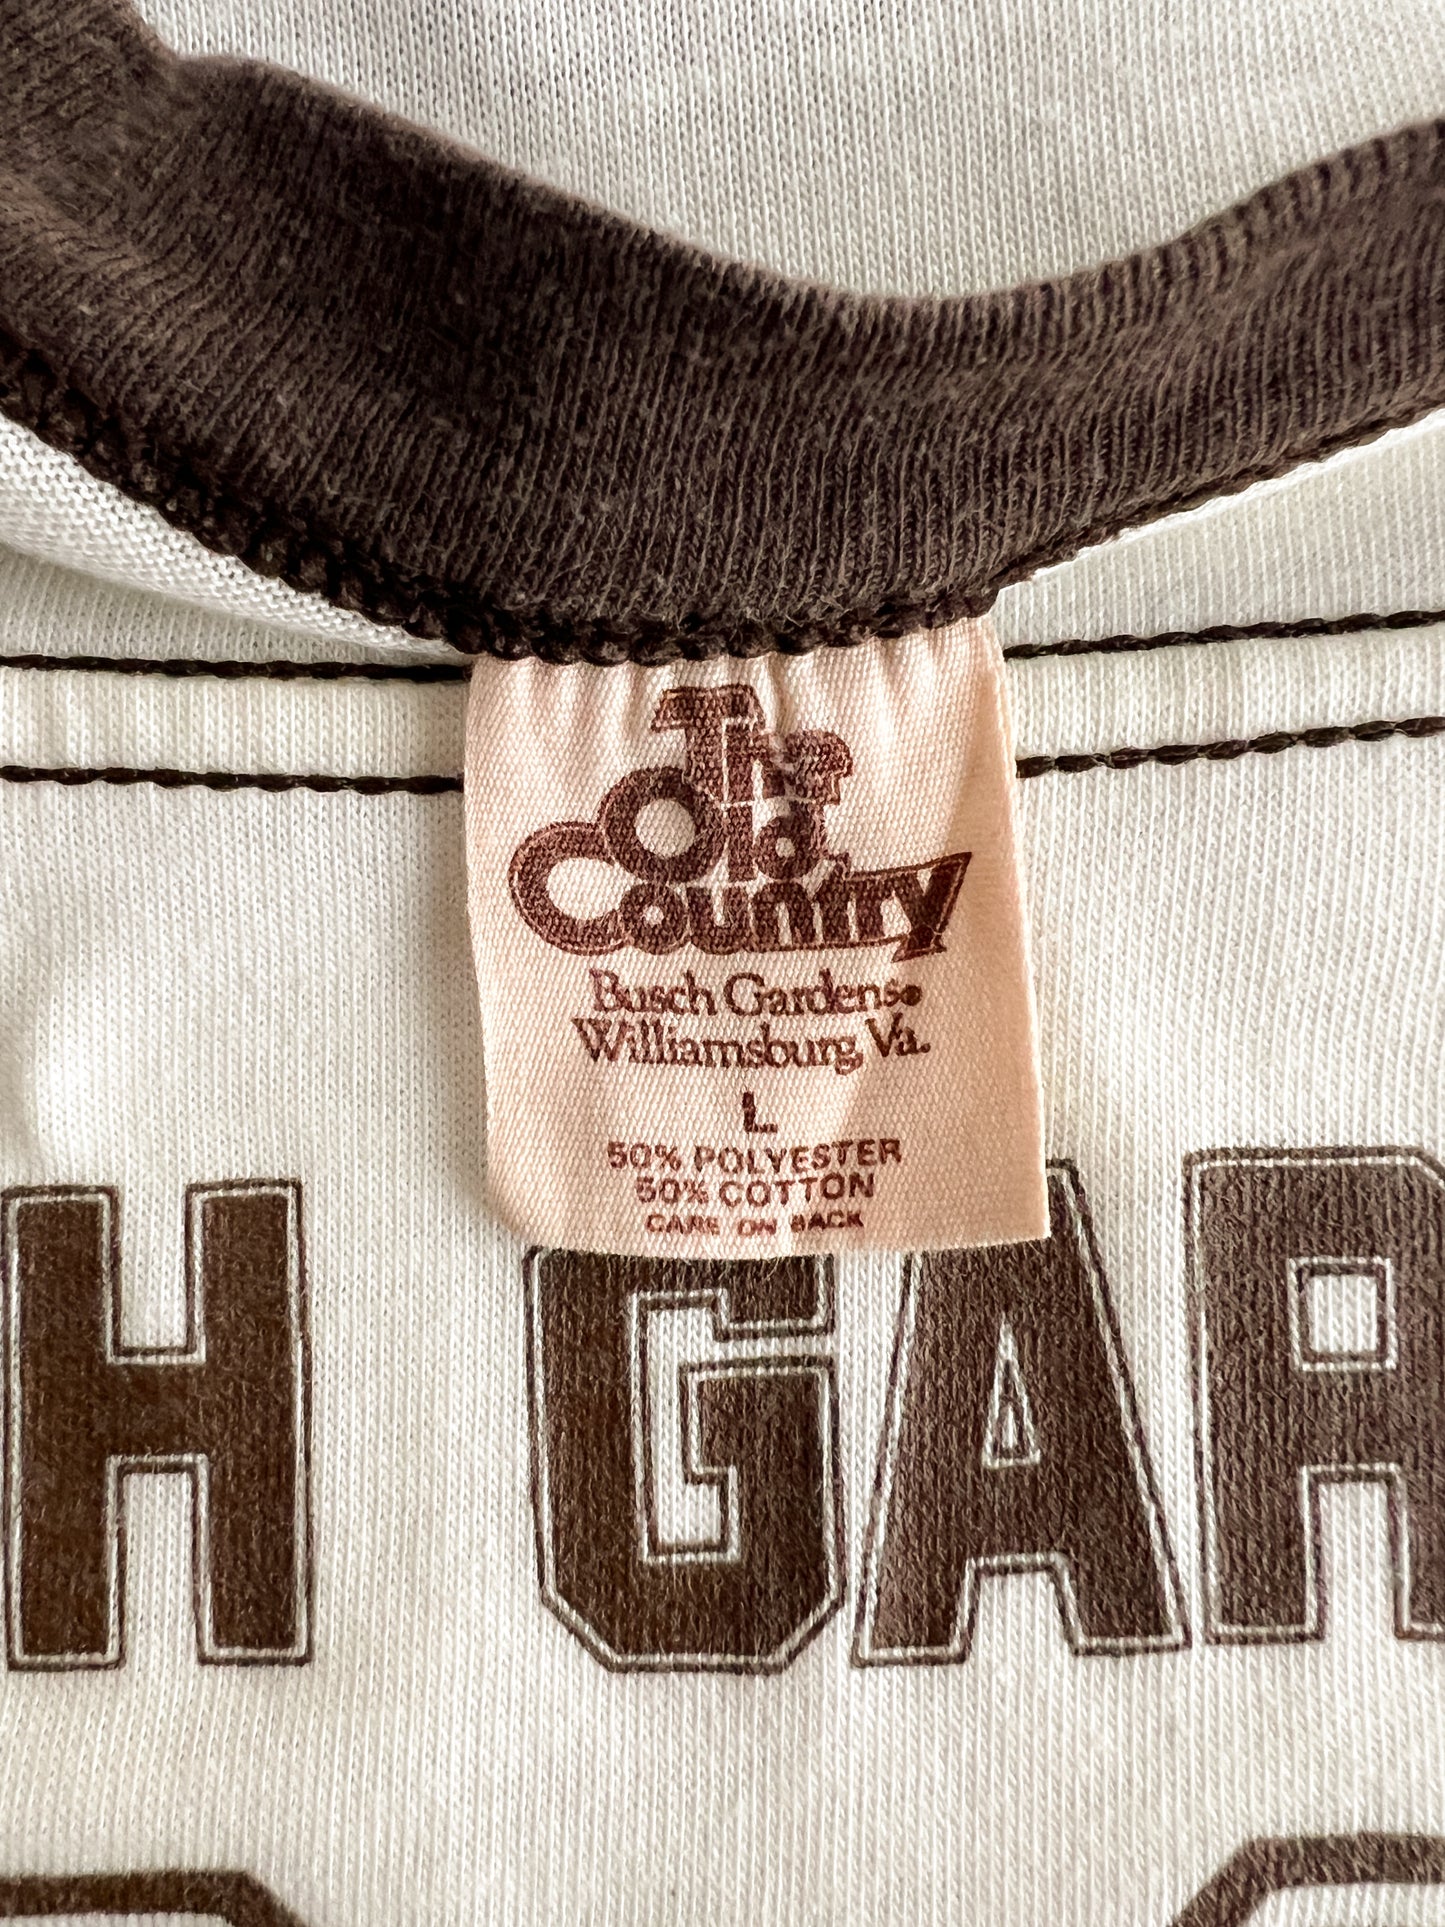 The
Old
Country
Busch Gardens®
Williamsburg, Va.
L
50% POLYESTER
50% COTTON
CARE ON BACK
H GAR